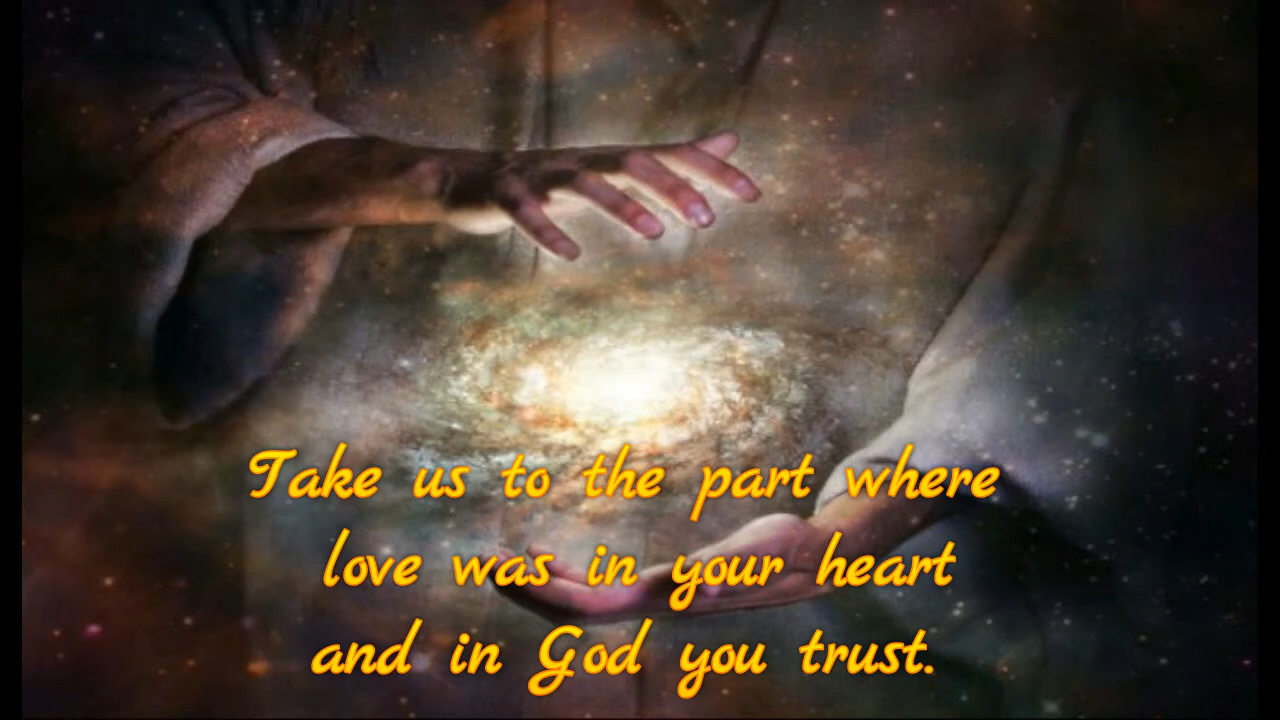 Take us to the part where
love was in your heart
and in God you trust.